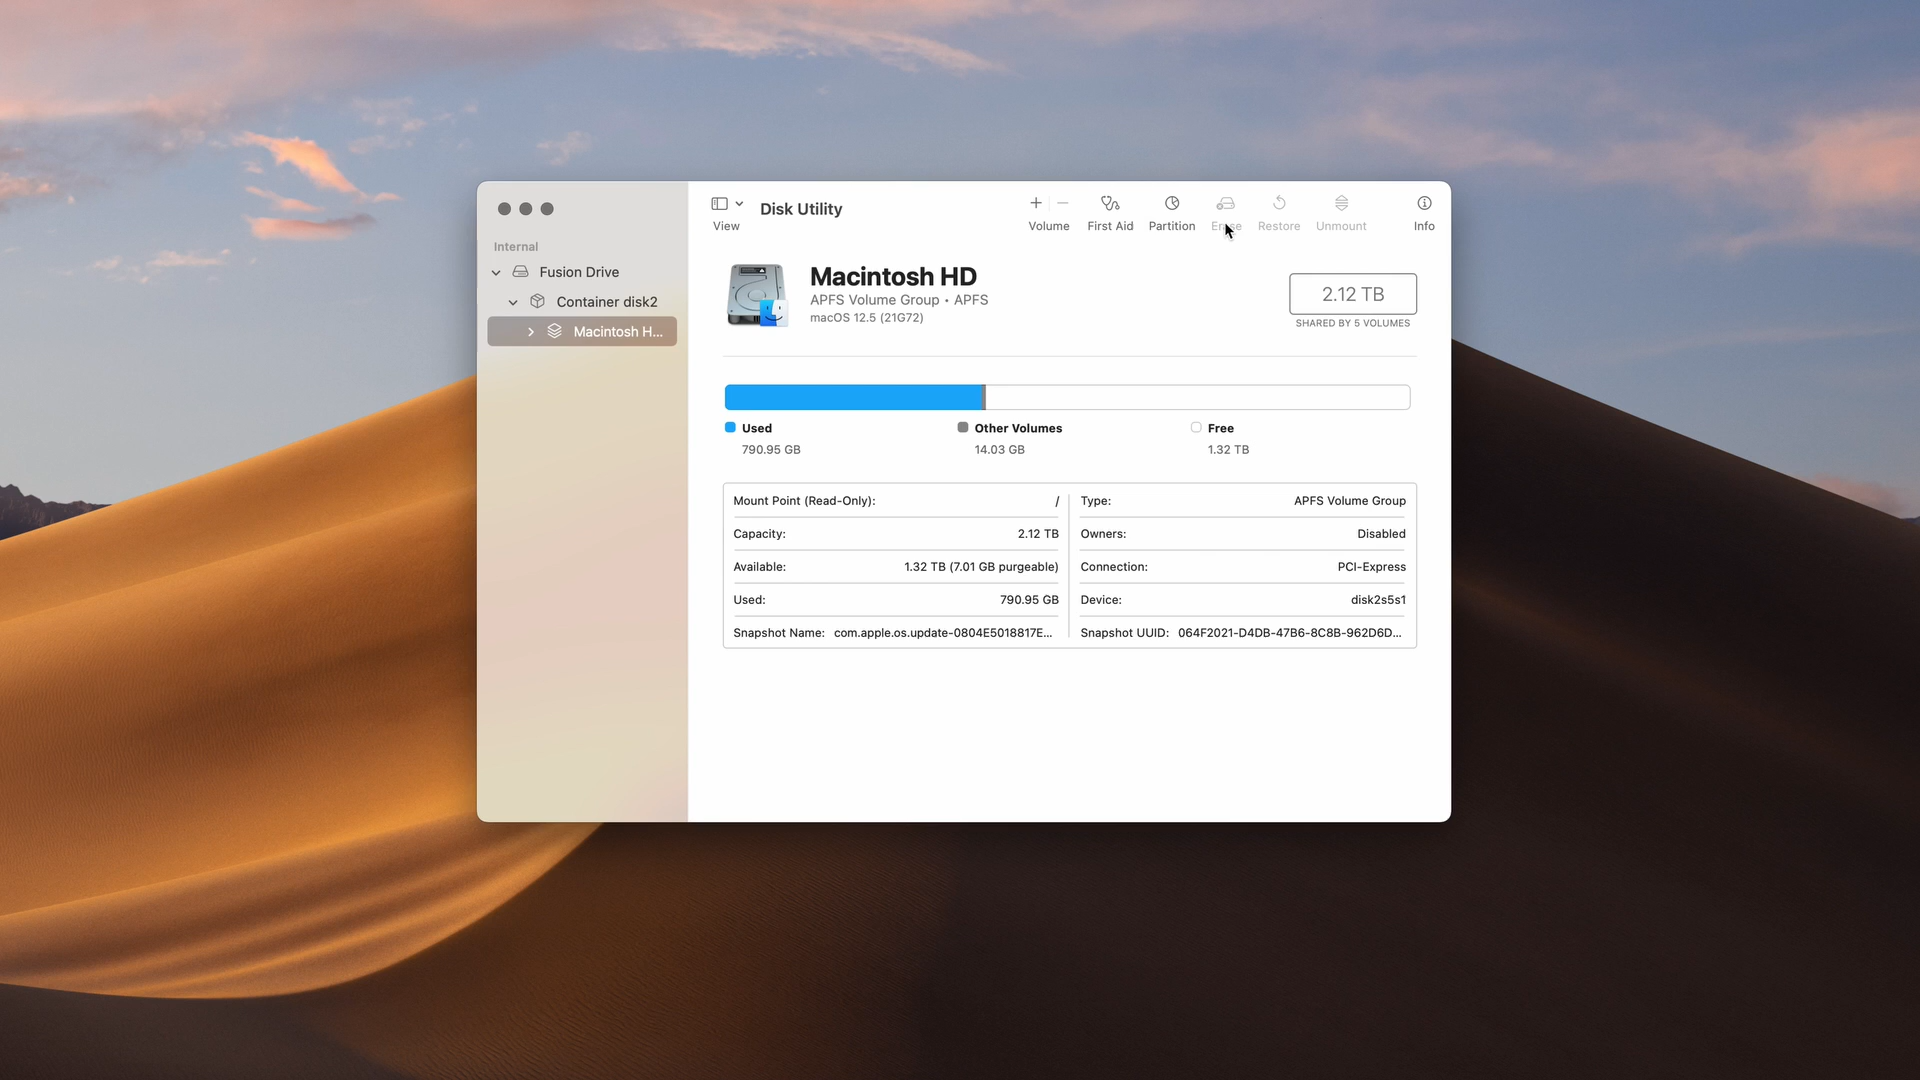 Disk Utility
View
Volume
First Aid
Partition
Erase
Restore
Unmount
Info
Internal
Fusion Drive
Container disk2
Macintosh H...
Macintosh HD
APFS Volume Group • APFS
macOS 12.5 (21G72)
2.12 TB
SHARED BY 5 VOLUMES
Used
790.95 GB
Other Volumes
14.03 GB
Free
1.32 TB
Mount Point (Read-Only): /
Type: APFS Volume Group
Capacity: 2.12 TB
Owners: Disabled
Available: 1.32 TB (7.01 GB purgeable)
Connection: PCI-Express
Used: 790.95 GB
Device: disk2s5s1
Snapshot Name: com.apple.os.update-0804E5018817E...
Snapshot UUID: 064F2021-D4DB-47B6-8C8B-962D6D...